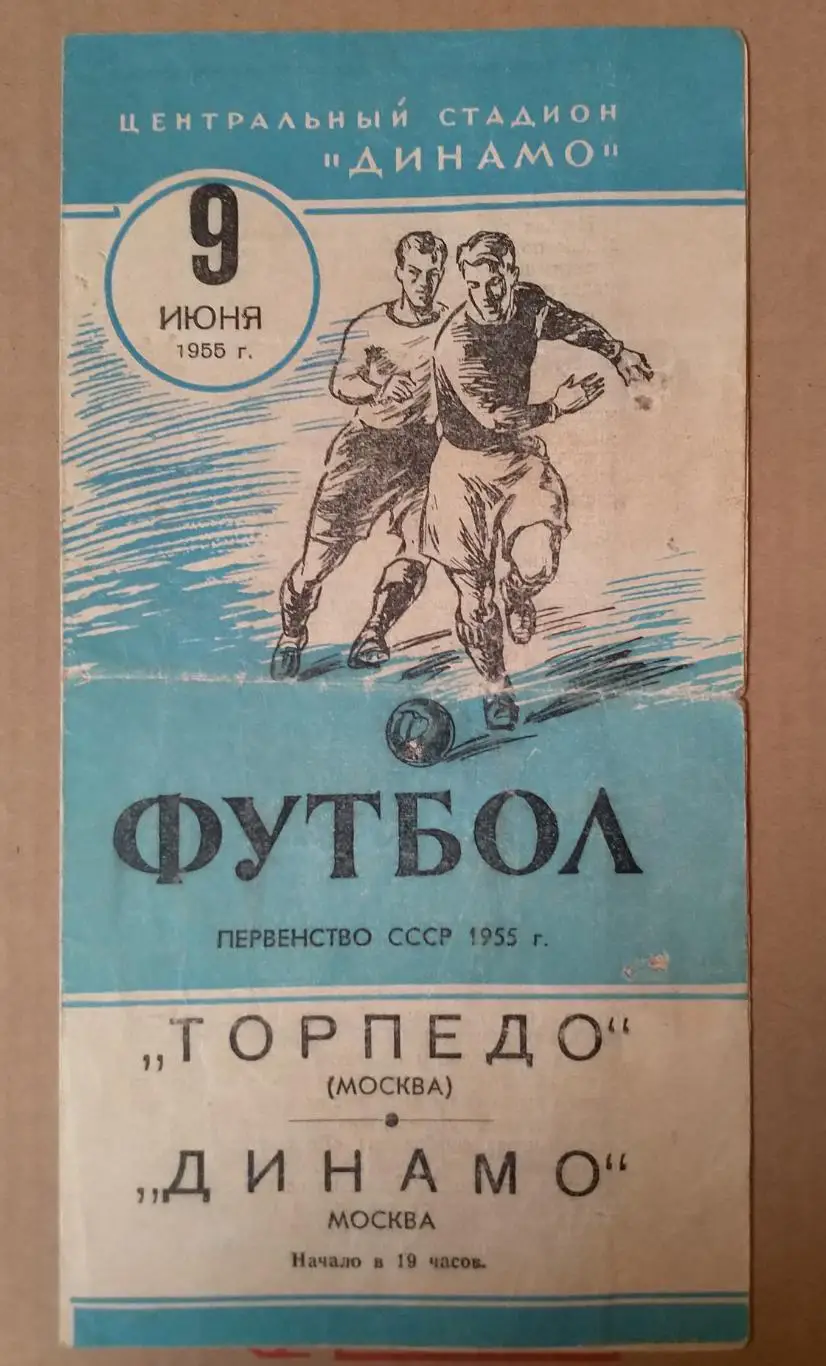 ЦЕНТРАЛЬНЫЙ СТАДИОН
"ДИНАМО"
9
ИЮНЯ
1955 г.
ФУТБОЛ
ПЕРВЕНСТВО СССР 1955 г.
„ТОРПЕДО“
(МОСКВА)
„ДИНАМО“
МОСКВА
Начало в 19 часов.